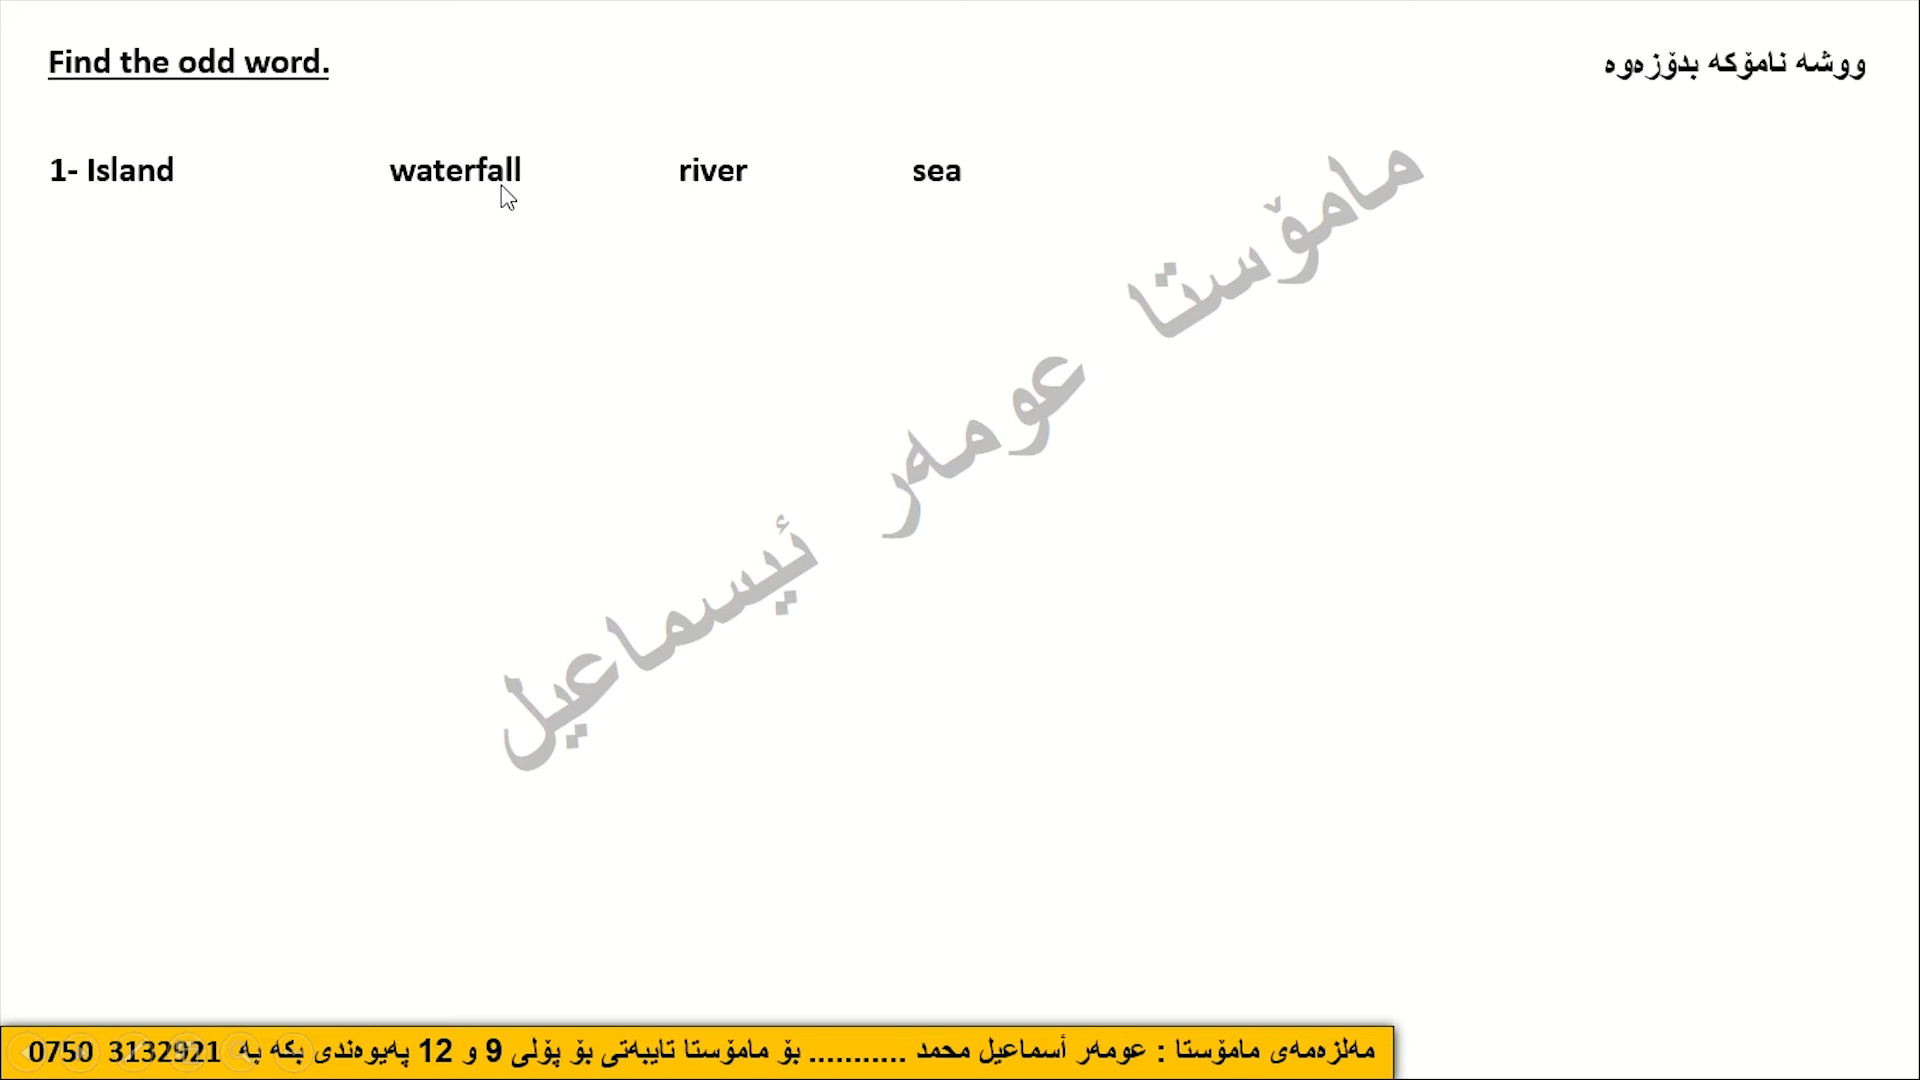 Find the odd word.
ووشە نامۆکە بدۆزەوە
1- Island waterfall river sea
مامۆستا عومەر ئیسماعیل
مەلزەمەی مامۆستا : عومەر أسماعیل محمد ........... بۆ مامۆستا تایبەتی بۆ پۆلی 9 و 12 پەیوەندی بکە بە 0750 3132921